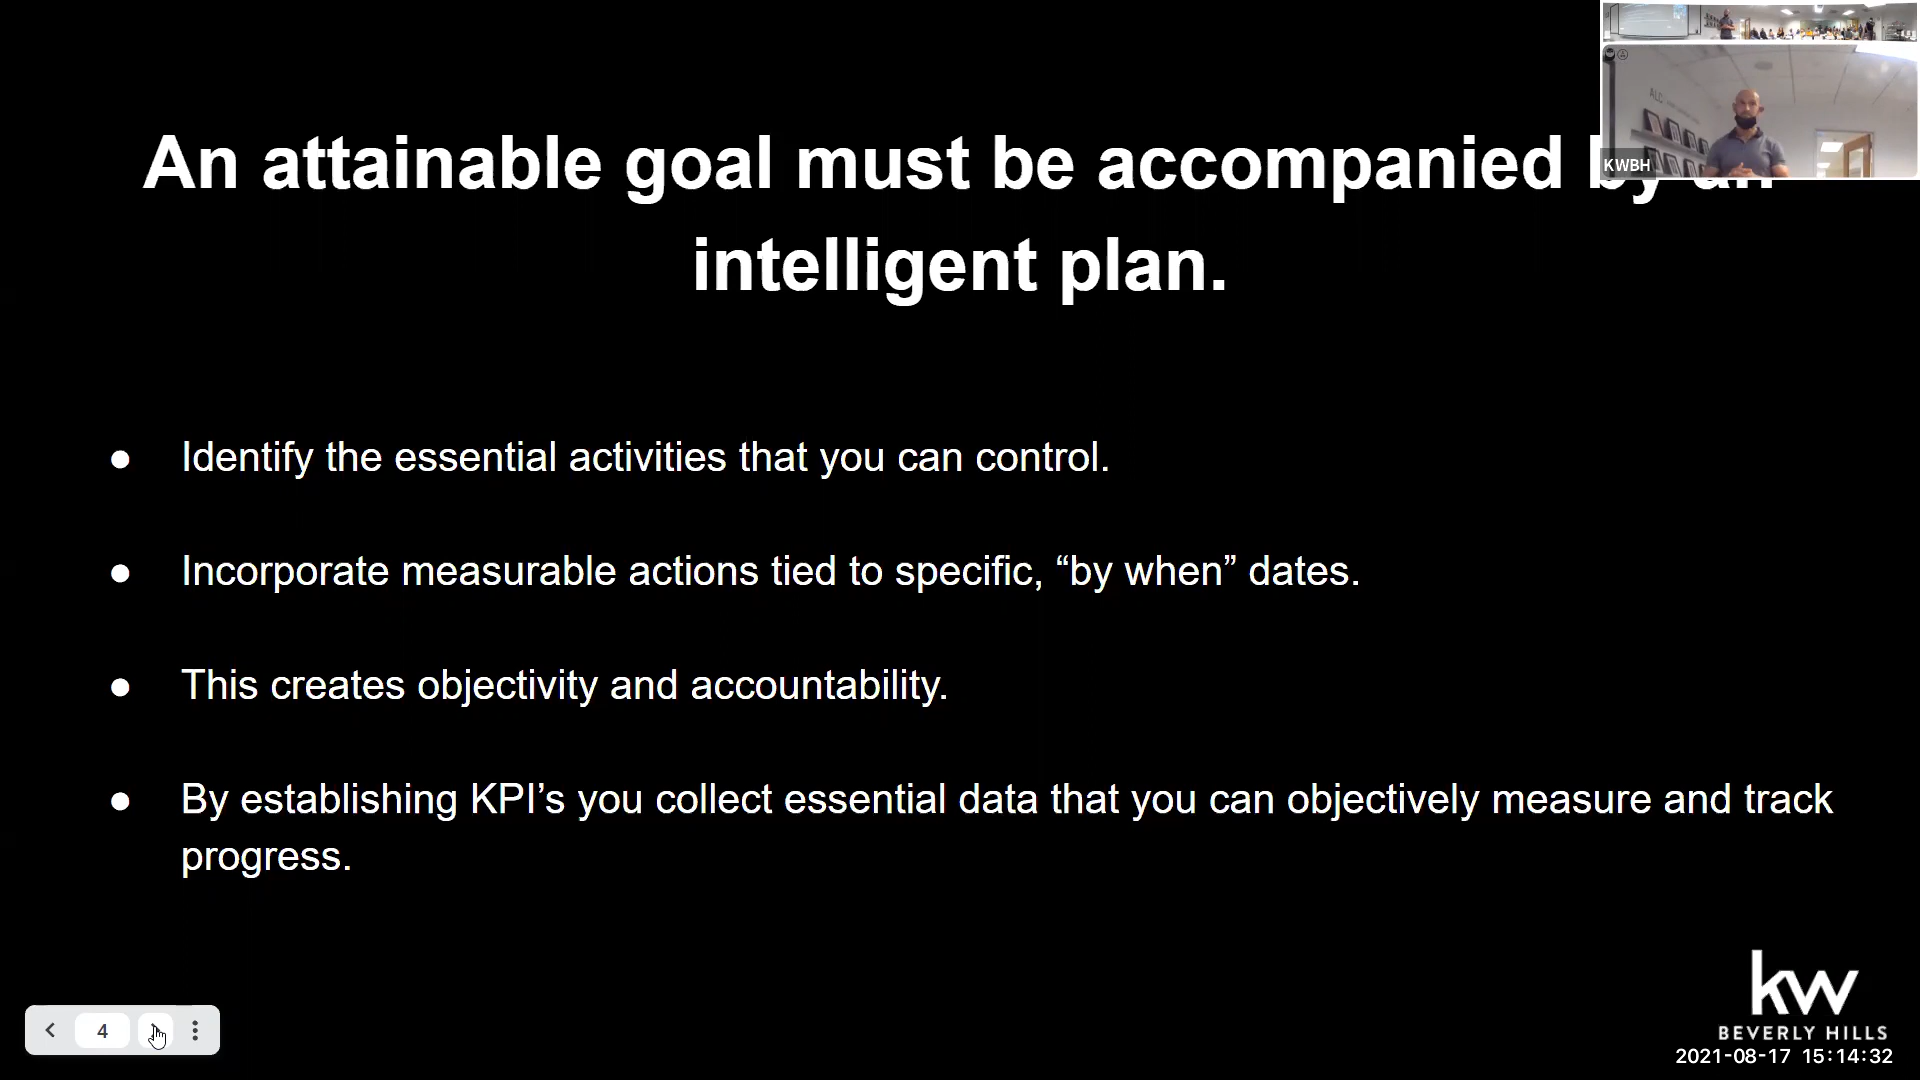 An attainable goal must be accompanied by an
intelligent plan.
KWBH
● Identify the essential activities that you can control.
● Incorporate measurable actions tied to specific, “by when” dates.
● This creates objectivity and accountability.
● By establishing KPI’s you collect essential data that you can objectively measure and track
progress.
4
kw
BEVERLY HILLS
2021-08-17 15:14:32